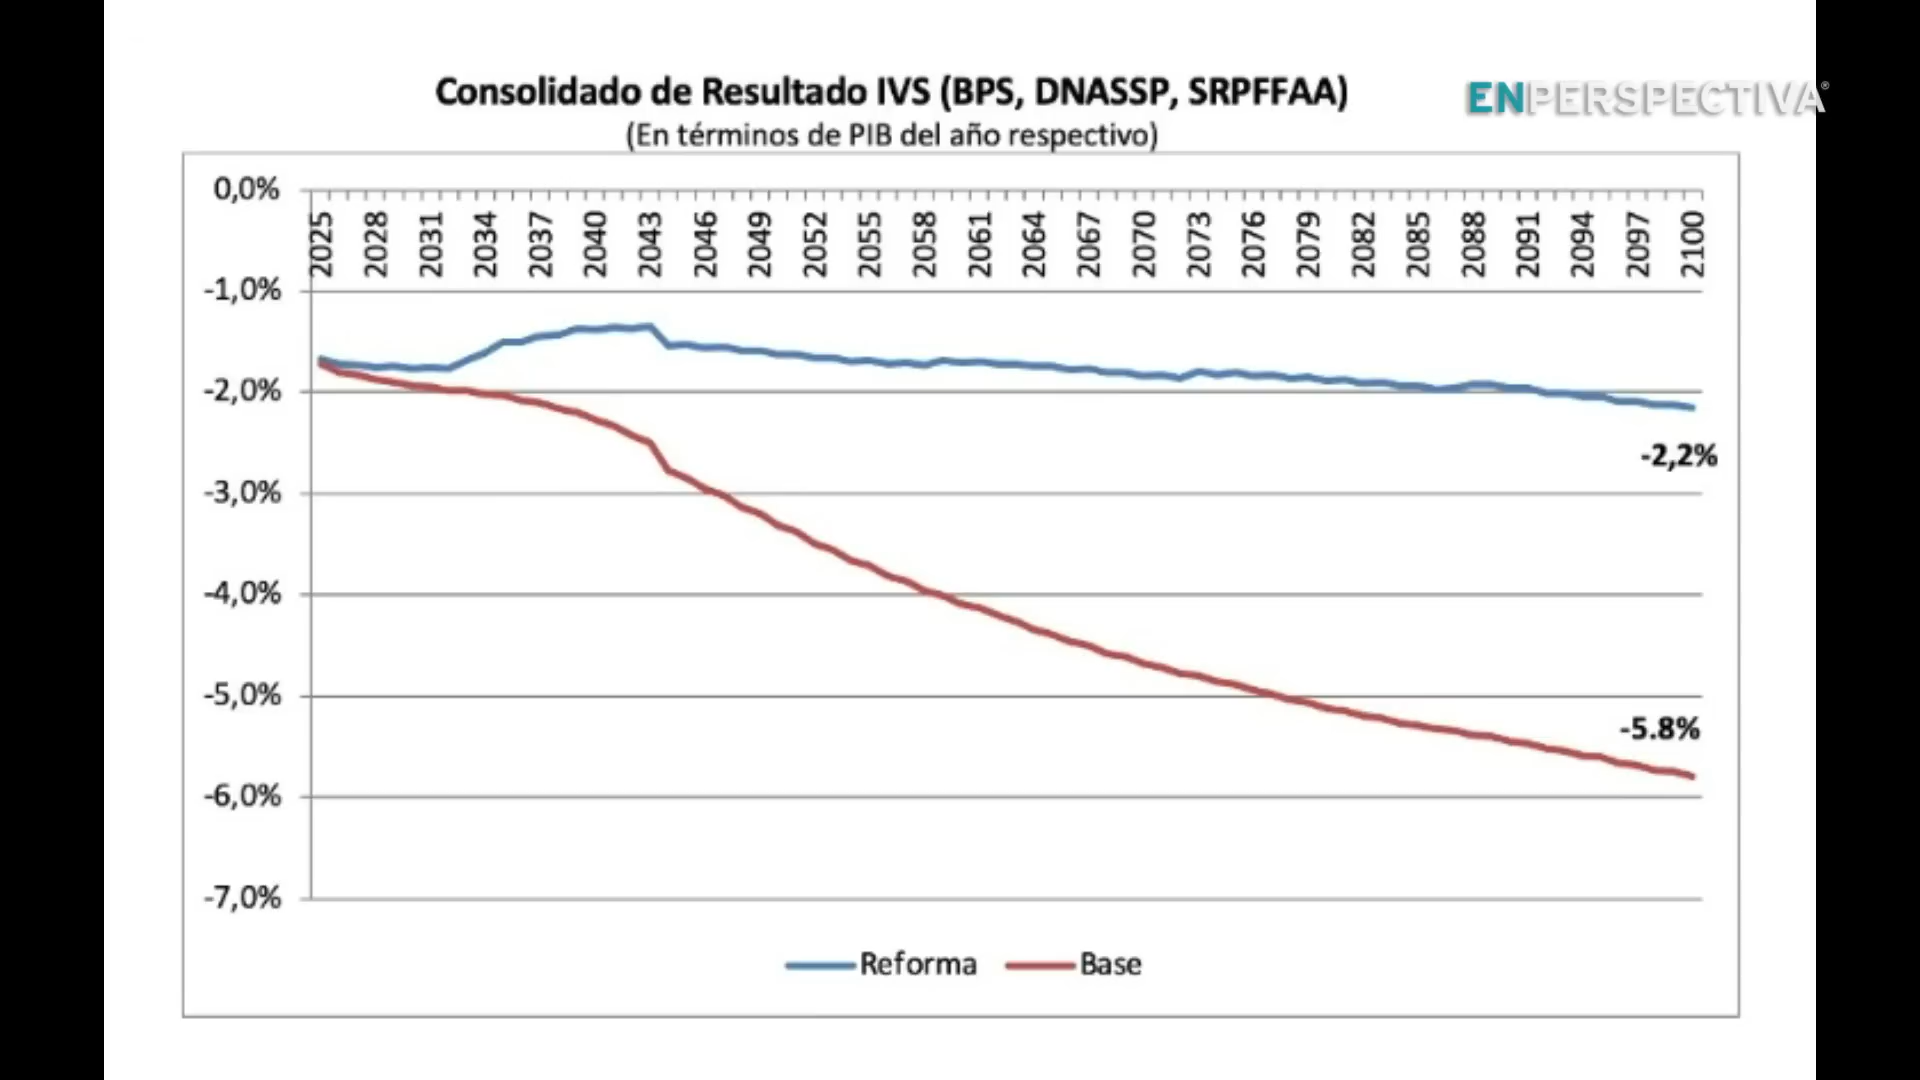 Consolidado de Resultado IVS (BPS, DNASSP, SRPFFAA)
(En términos de PIB del año respectivo)
ENPERSPECTIVA®
0,0%
-1,0%
-2,0%
-3,0%
-4,0%
-5,0%
-6,0%
-7,0%
2025 2028 2031 2034 2037 2040 2043 2046 2049 2052 2055 2058 2061 2064 2067 2070 2073 2076 2079 2082 2085 2088 2091 2094 2097 2100
-2,2%
-5.8%
Reforma Base